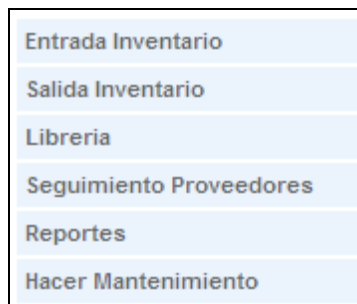 Entrada Inventario
Salida Inventario
Libreria
Seguimiento Proveedores
Reportes
Hacer Mantenimiento